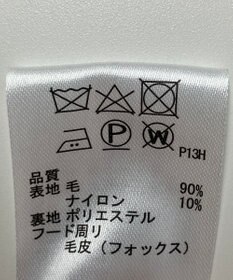 P W P13H
品質
表地 毛 90%
ナイロン 10%
裏地 ポリエステル
フード周り
毛皮（フォックス）